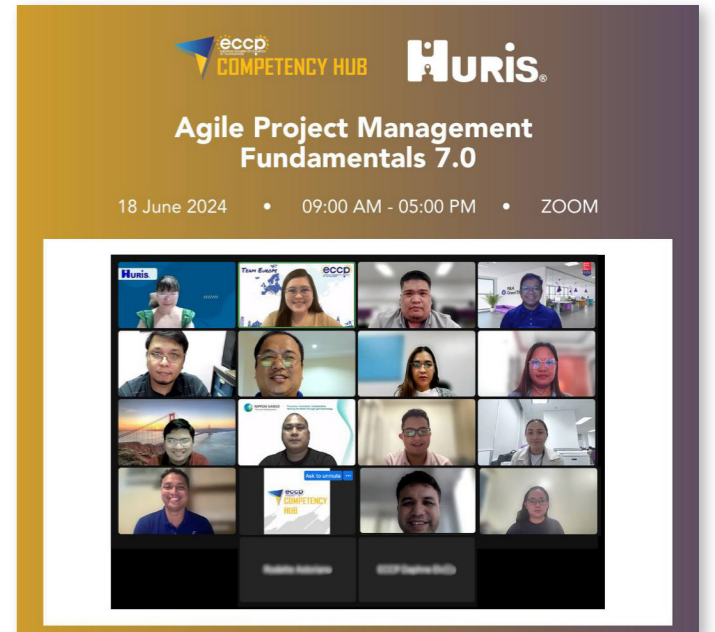 eccp
COMPETENCY HUB
HURIS®
Agile Project Management
Fundamentals 7.0
18 June 2024 • 09:00 AM - 05:00 PM • ZOOM
HURIS
TEAM EUROPE
eccp
NIPPON SANSO
Ask to unmute
eccp
COMPETENCY
HUB